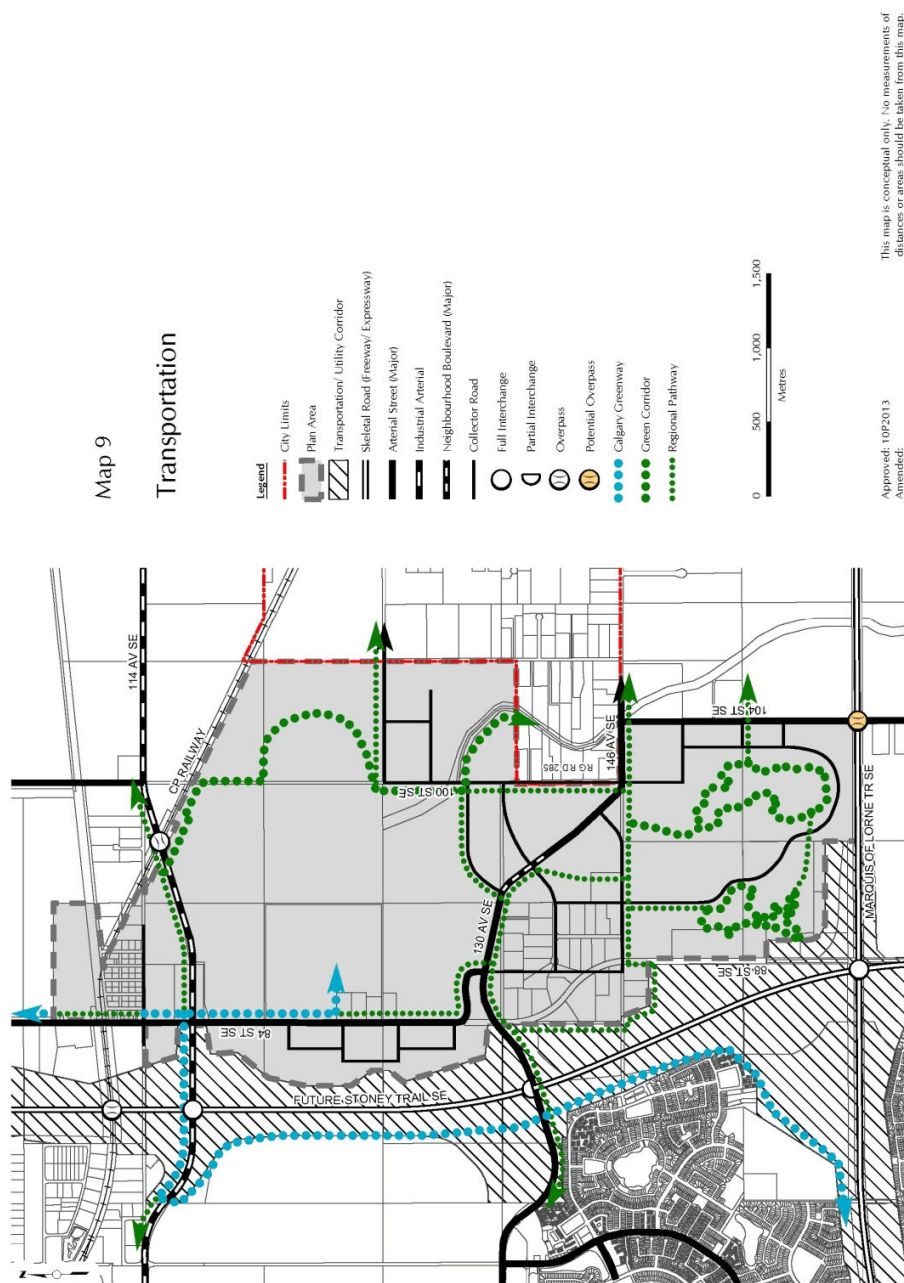 Map 9
Transportation
Legend
City Limits
Plan Area
Transportation/ Utility Corridor
Skeletal Road (Freeway/ Expressway)
Arterial Street (Major)
Industrial Arterial
Neighbourhood Boulevard (Major)
Collector Road
Full Interchange
Partial Interchange
Overpass
Potential Overpass
Calgary Greenway
Green Corridor
Regional Pathway
0 500 1,000 1,500
Metres
Approved: 10P2013
Amended:
This map is conceptual only. No measurements of
distances or areas should be taken from this map.
114 AV SE
CP RAILWAY
84 ST SE
FUTURE STONEY TRAIL SE
100 ST SE
130 AV SE
RG RD 285
146 AV SE
104 ST SE
88 ST SE
MARQUIS OF LORNE TR SE
N